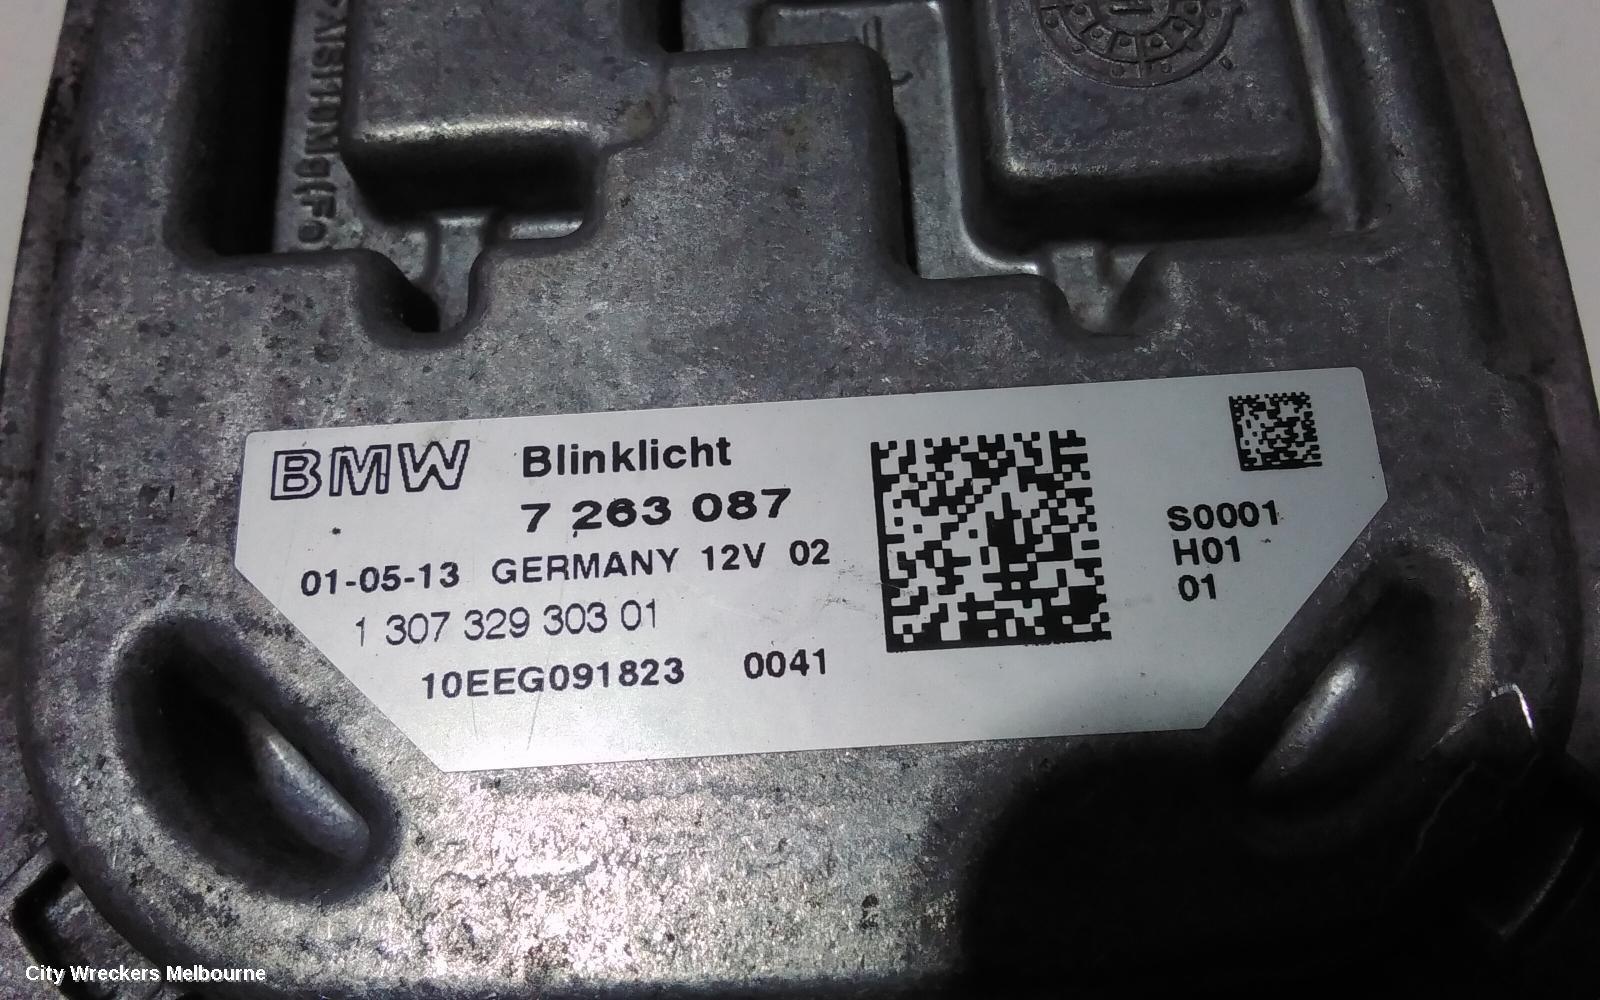 BMW Blinklicht
7 263 087
01-05-13 GERMANY 12V 02
1 307 329 303 01
10EEG091823 0041
S0001
H01
01
City Wreckers Melbourne